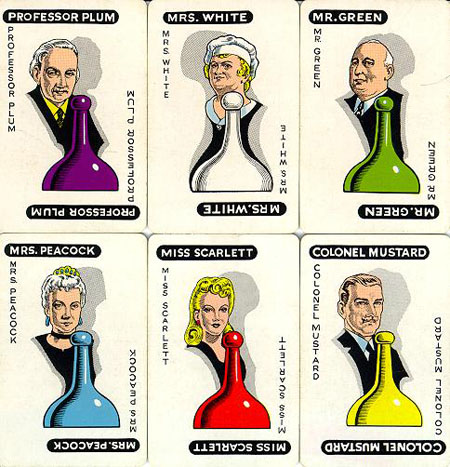 PROFESSOR PLUM
PROFESSOR PLUM
PROFESSOR PLUM
PROFESSOR PLUM
MRS. WHITE
MRS. WHITE
MRS WHITE
MRS. WHITE
MR. GREEN
MR. GREEN
MR GREEN
MR. GREEN
MRS. PEACOCK
MRS. PEACOCK
MRS PEACOCK
MRS. PEACOCK
MISS SCARLETT
MISS SCARLETT
MISS SCARLETT
MISS SCARLETT
COLONEL MUSTARD
COLONEL MUSTARD
COLONEL MUSTARD
COLONEL MUSTARD